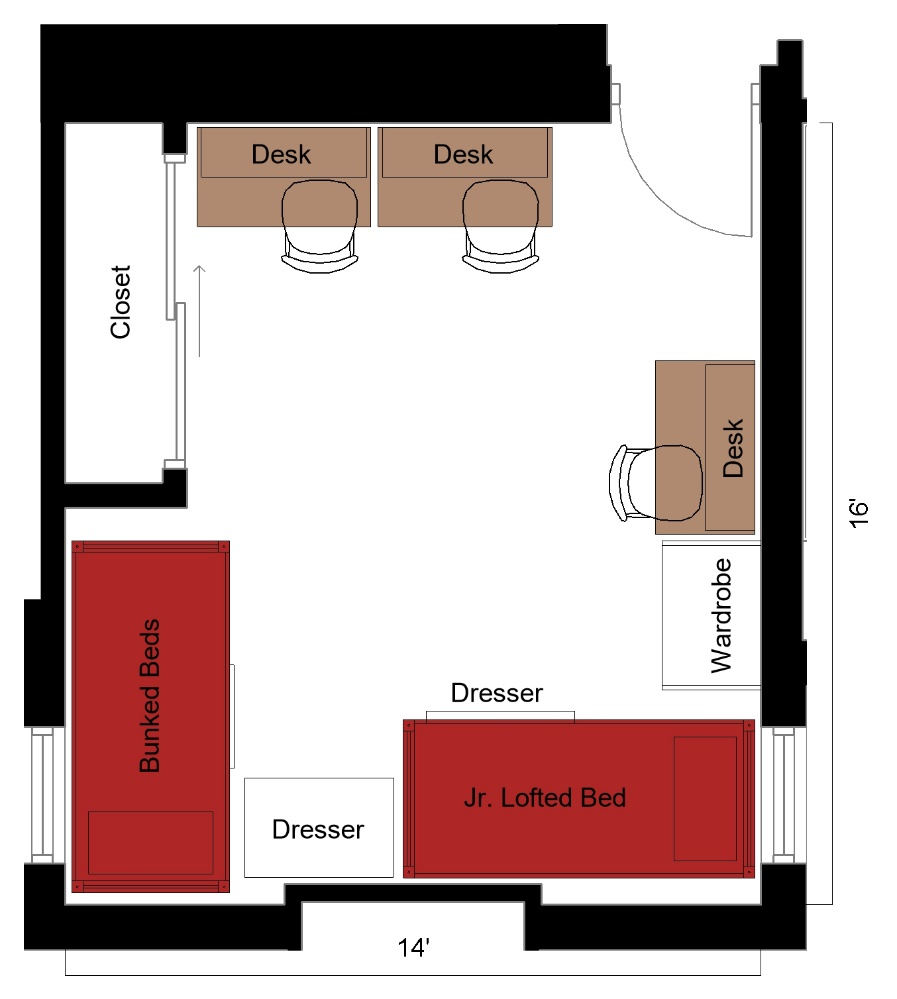 Desk
Desk
Closet
Desk
16'
Wardrobe
Bunked Beds
Dresser
Jr. Lofted Bed
Dresser
14'